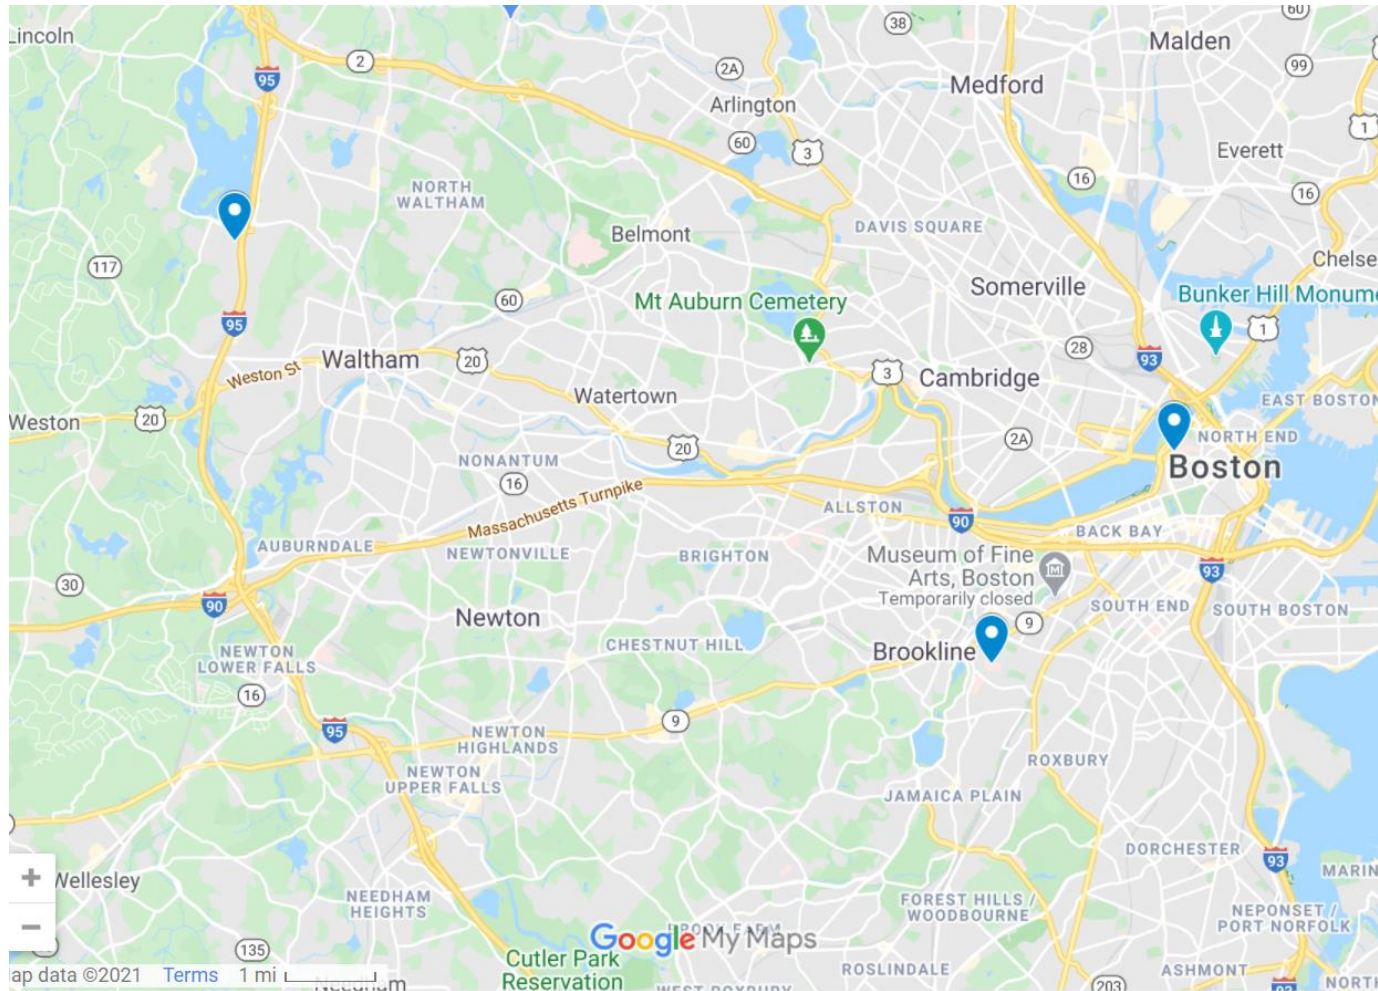 Lincoln
60
38
Malden
95
2
2A
Medford
99
Arlington
1
60
3
Everett
16
16
NORTH
WALTHAM
Belmont
DAVIS SQUARE
117
Chelse
60
Mt Auburn Cemetery
Somerville
Bunker Hill Monume
95
1
28
93
Weston St
Waltham
20
3
Cambridge
Watertown
EAST BOSTON
Weston
20
20
2A
NORTH END
Boston
NONANTUM
16
Massachusetts Turnpike
ALLSTON
90
BACK BAY
AUBURNDALE
NEWTONVILLE
BRIGHTON
Museum of Fine
Arts, Boston
Temporarily closed
93
30
90
SOUTH END
SOUTH BOSTON
Newton
9
CHESTNUT HILL
Brookline
NEWTON
LOWER FALLS
16
95
9
NEWTON
HIGHLANDS
ROXBURY
NEWTON
UPPER FALLS
JAMAICA PLAIN
DORCHESTER
93
MARIN
+
Wellesley
NEEDHAM
HEIGHTS
FOREST HILLS /
WOODBOURNE
NEPONSET /
PORT NORFOLK
−
135
BROOK FARM
Google My Maps
Cutler Park
Reservation
ROSLINDALE
ASHMONT
ap data ©2021 Terms 1 mi
Needham
WEST ROXBURY
203
93
NORT